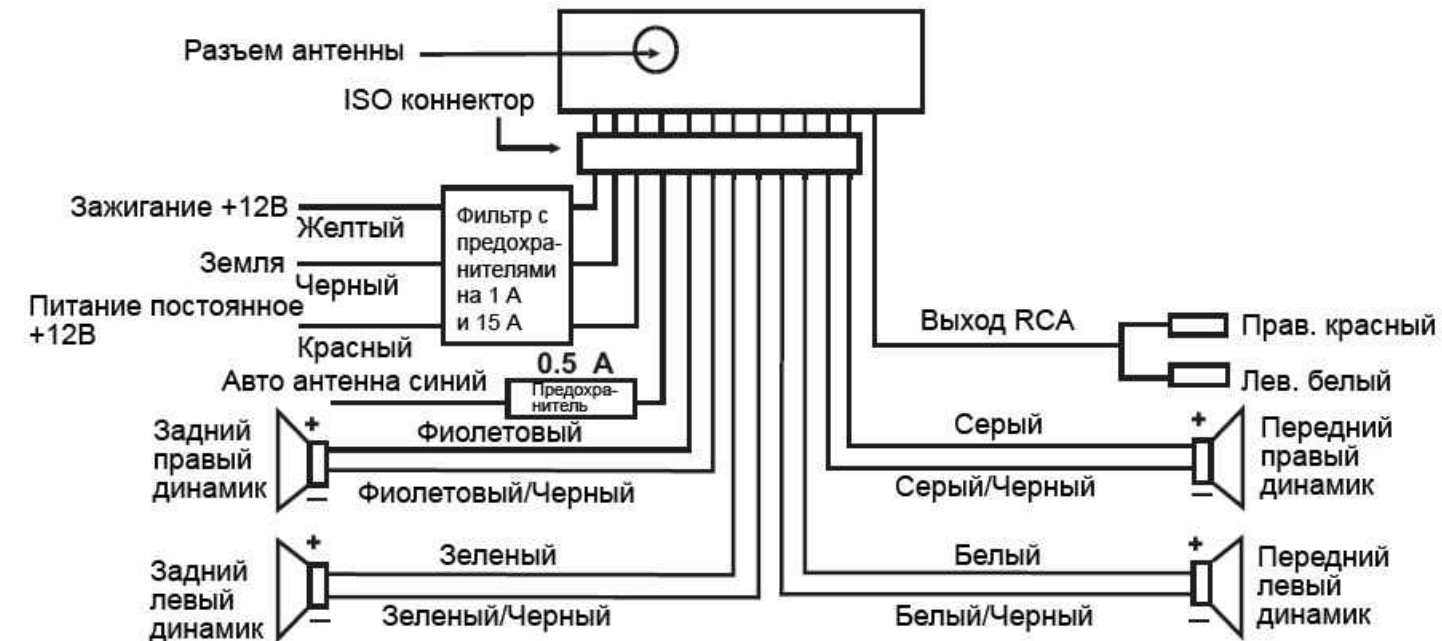 Разъем антенны
ISO коннектор
Зажигание +12В
Желтый
Земля
Черный
Питание постоянное
+12В
Красный
Фильтр с
предохра-
нителями
на 1 А
и 15 А
0.5 А
Авто антенна синий
Предохра-
нитель
Выход RCA
Прав. красный
Лев. белый
Задний
правый
динамик
+
Фиолетовый
–
Фиолетовый/Черный
Серый
+
Серый/Черный
–
Передний
правый
динамик
Задний
левый
динамик
+
Зеленый
–
Зеленый/Черный
Белый
+
Белый/Черный
–
Передний
левый
динамик